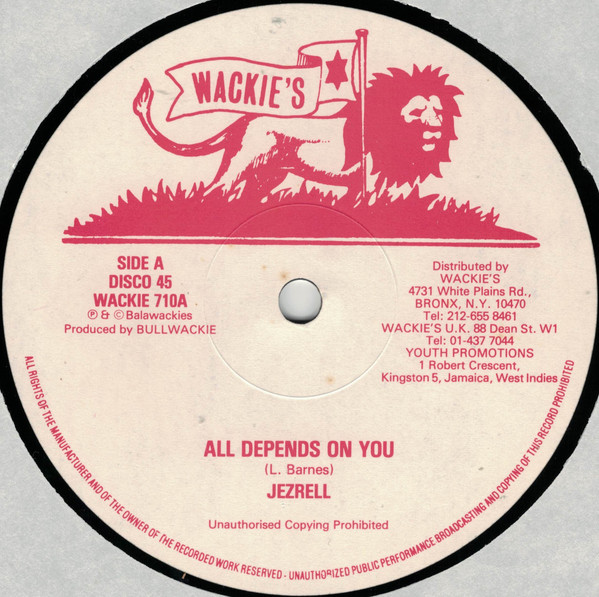 WACKIE'S
SIDE A
DISCO 45
WACKIE 710A
℗ & © Balawackies
Produced by BULLWACKIE
Distributed by
WACKIE'S
4731 White Plains Rd.,
BRONX, N.Y. 10470
Tel: 212-655 8461
WACKIE'S U.K. 88 Dean St. W1
Tel: 01-437 7044
YOUTH PROMOTIONS
1 Robert Crescent,
Kingston 5, Jamaica, West Indies
ALL DEPENDS ON YOU
(L. Barnes)
JEZRELL
Unauthorised Copying Prohibited
ALL RIGHTS OF THE MANUFACTURER AND OF THE OWNER OF THE RECORDED WORK RESERVED - UNAUTHORIZED PUBLIC PERFORMANCE BROADCASTING AND COPYING OF THIS RECORD PROHIBITED